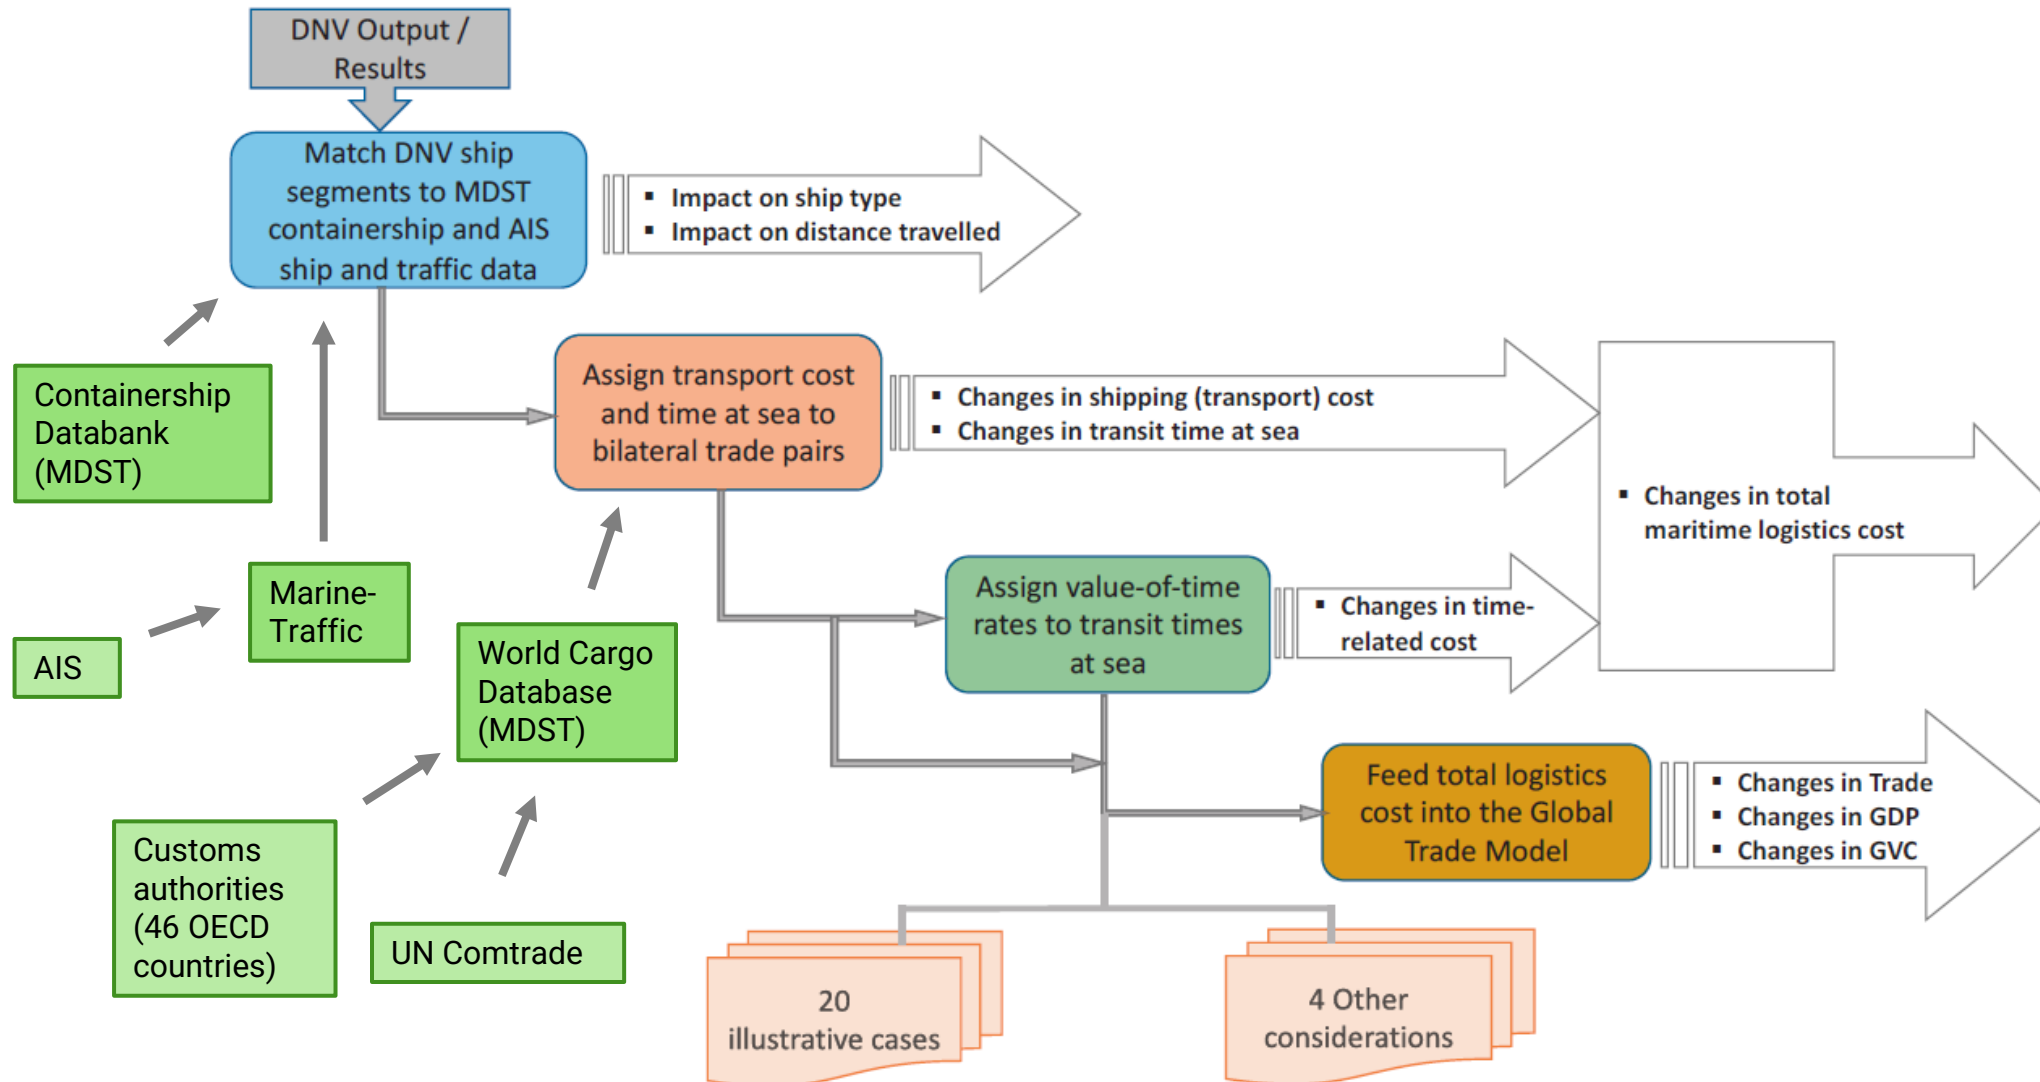 DNV Output /
Results
Match DNV ship
segments to MDST
containership and AIS
ship and traffic data
▪ Impact on ship type
▪ Impact on distance travelled
Containership
Databank
(MDST)
Assign transport cost
and time at sea to
bilateral trade pairs
▪ Changes in shipping (transport) cost
▪ Changes in transit time at sea
▪ Changes in total
maritime logistics cost
Marine-
Traffic
AIS
World Cargo
Database
(MDST)
Assign value-of-time
rates to transit times
at sea
▪ Changes in time-
related cost
Customs
authorities
(46 OECD
countries)
UN Comtrade
Feed total logistics
cost into the Global
Trade Model
▪ Changes in Trade
▪ Changes in GDP
▪ Changes in GVC
20
illustrative cases
4 Other
considerations